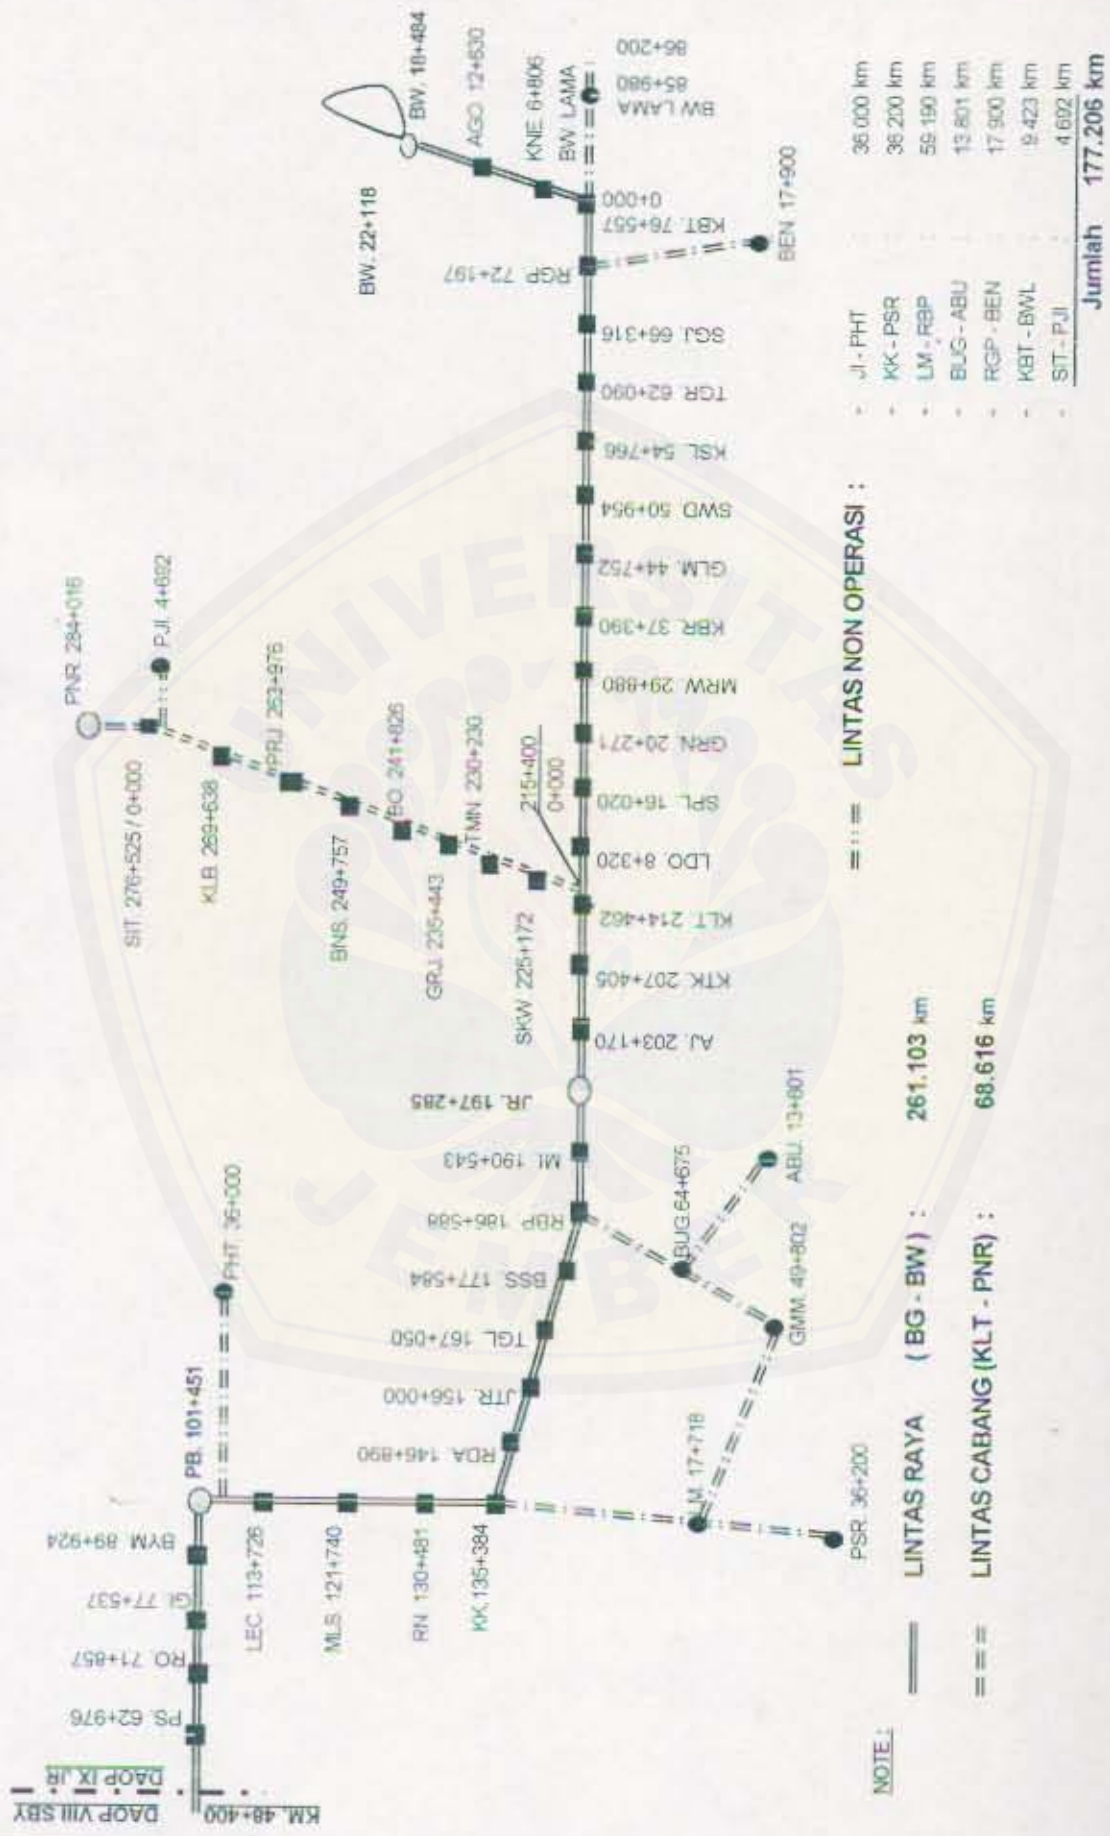 DAOP VIII SBY
DAOP IX JR
KM. 48+400
PS. 62+976
RO. 71+857
GI. 77+537
BYM. 89+924
PB. 101+451
PHT. 36+000
LEC. 113+726
MLS. 121+740
RN. 130+481
KK.135+384
RDA. 146+890
JTR. 156+000
TGL. 167+050
BSS. 177+584
RBP. 186+588
MI. 190+543
JR. 197+285
AJ. 203+170
KTK. 207+405
KLT. 214+462
215+400
0+000
LDO. 8+320
SPL. 16+020
GRN. 20+271
MRW. 29+880
KBR. 37+390
GLM. 44+752
SWD. 50+954
KSL. 54+766
TGR. 62+090
SGJ. 66+316
RGP. 72+197
KBT. 76+557
0+000
BW LAMA
KNE. 6+806
AGO. 12+630
BW. 18+484
BW. 22+118
BW LAMA
85+980
86+200
BEN. 17+900
SKW. 225+172
TMN. 230+230
GRJ. 235+443
BO. 241+826
BNS. 249+757
PRJ. 253+976
KLB. 269+638
SIT. 276+525 / 0+000
PJI. 4+692
PNR. 284+016
LM. 17+718
PSR. 36+200
GMM. 49+802
BUG.64+675
ABU. 13+801
UNIVERSITAS
JEMBER
NOTE :
LINTAS RAYA ( BG - BW ) : 261.103 km
LINTAS CABANG (KLT - PNR) : 68.616 km
LINTAS NON OPERASI :
- JI - PHT : 36.000 km
- KK - PSR : 36.200 km
- LM - RBP : 59.190 km
- BUG - ABU : 13.801 km
- RGP - BEN : 17.900 km
- KBT - BWL : 9.423 km
- SIT - PJI : 4.692 km
Jumlah 177.206 km